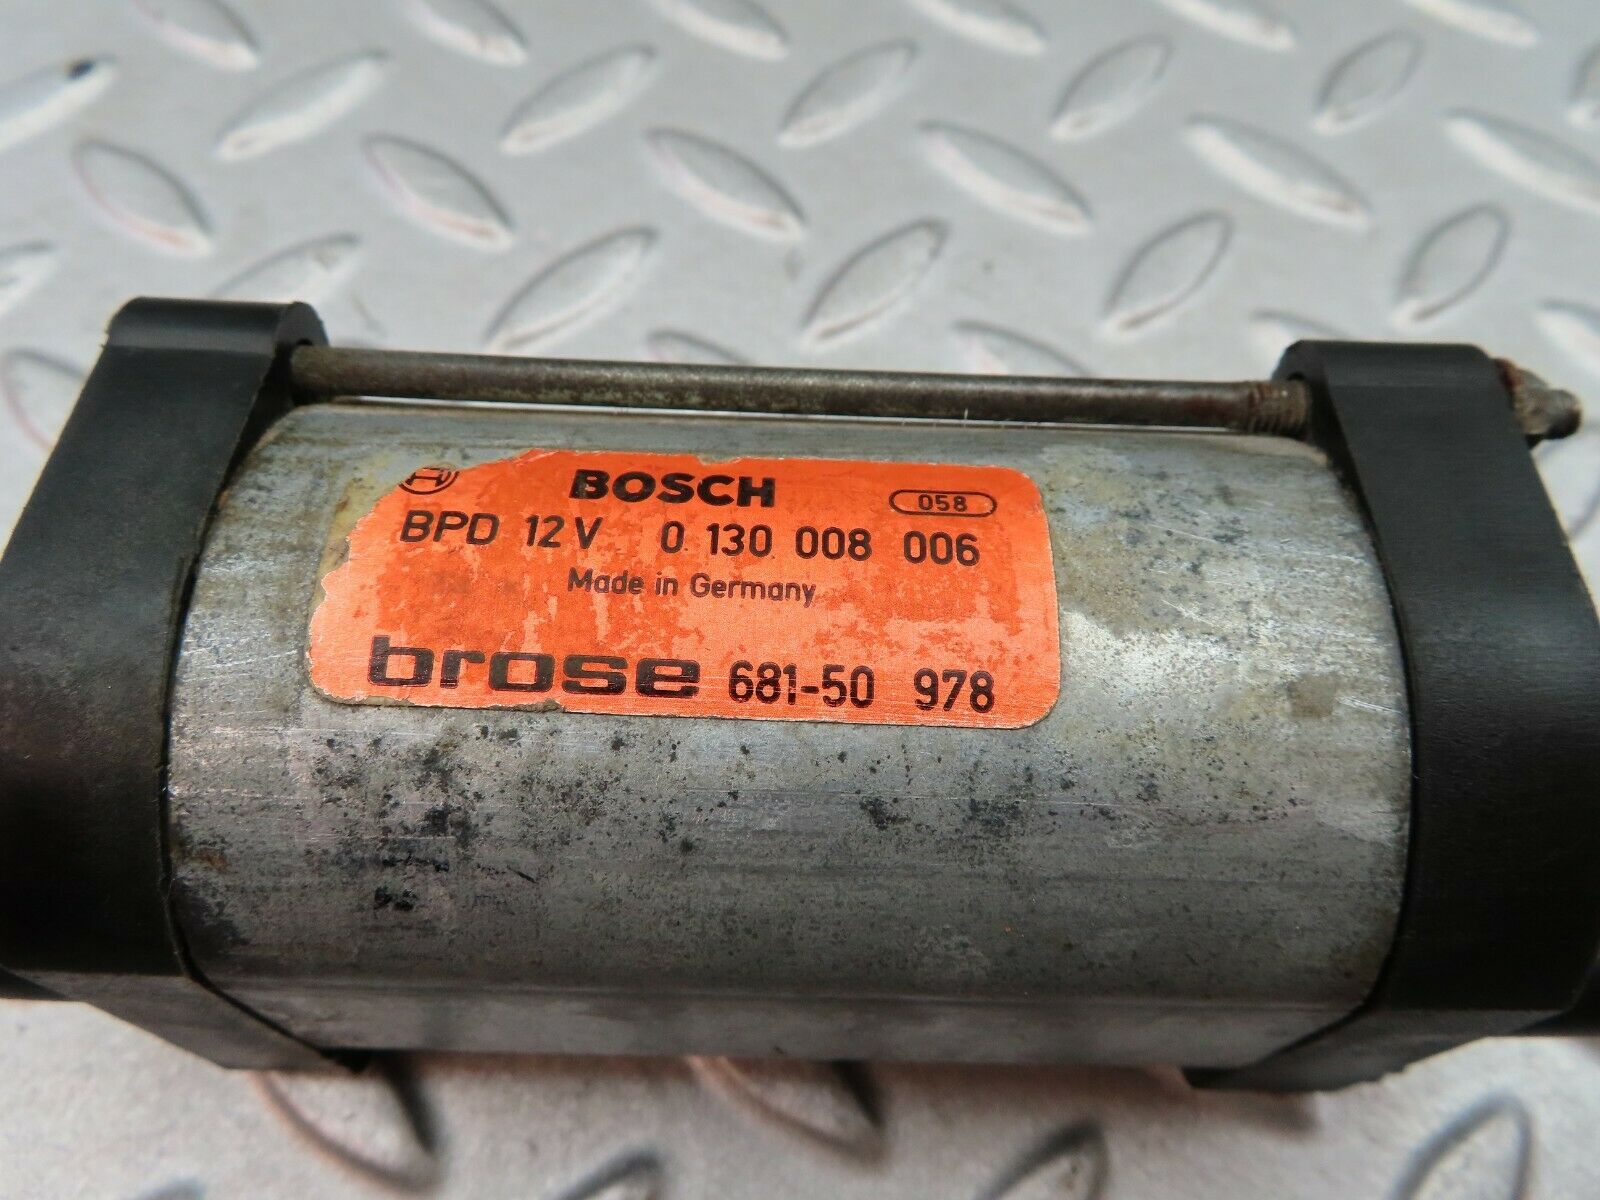 BOSCH 058
BPD 12V 0 130 008 006
Made in Germany
brose 681-50 978